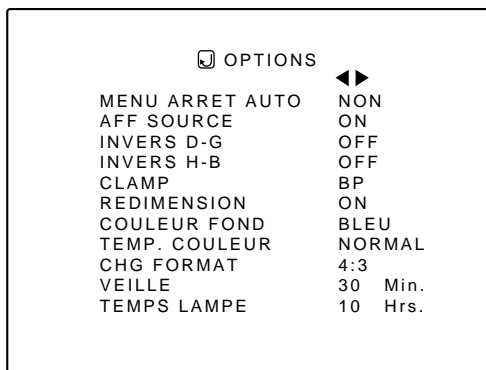 OPTIONS
MENU ARRET AUTO NON
AFF SOURCE ON
INVERS D-G OFF
INVERS H-B OFF
CLAMP BP
REDIMENSION ON
COULEUR FOND BLEU
TEMP. COULEUR NORMAL
CHG FORMAT 4:3
VEILLE 30 Min.
TEMPS LAMPE 10 Hrs.